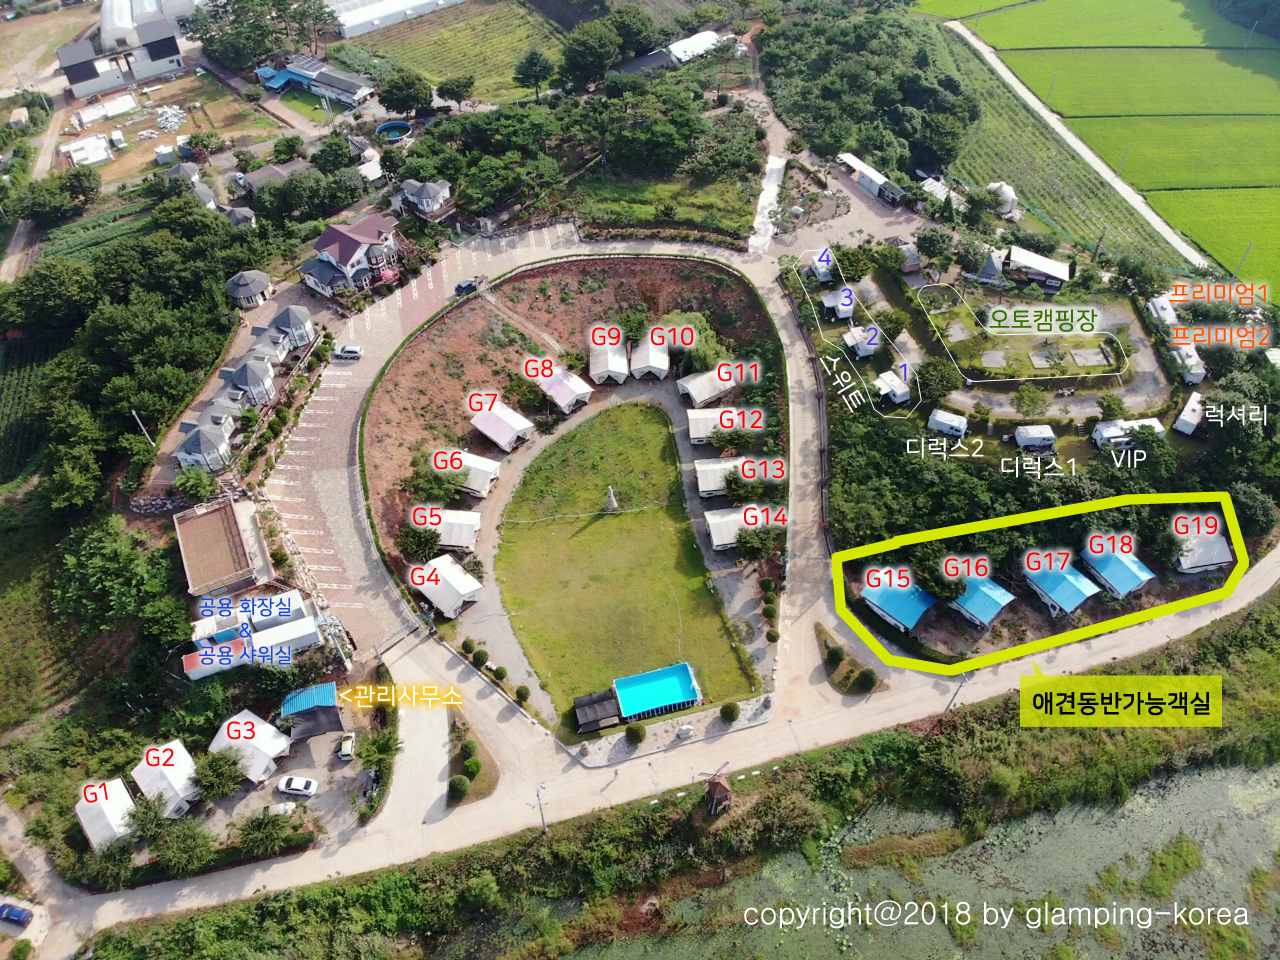 4
3
2
1
스위트
오토캠핑장
프리미엄1
프리미엄2
럭셔리
디럭스2
디럭스1
VIP
G9
G10
G8
G11
G7
G12
G6
G13
G5
G14
G4
G15
G16
G17
G18
G19
애견동반가능객실
공용 화장실
&
공용 샤워실
<관리사무소
G3
G2
G1
copyright@2018 by glamping-korea